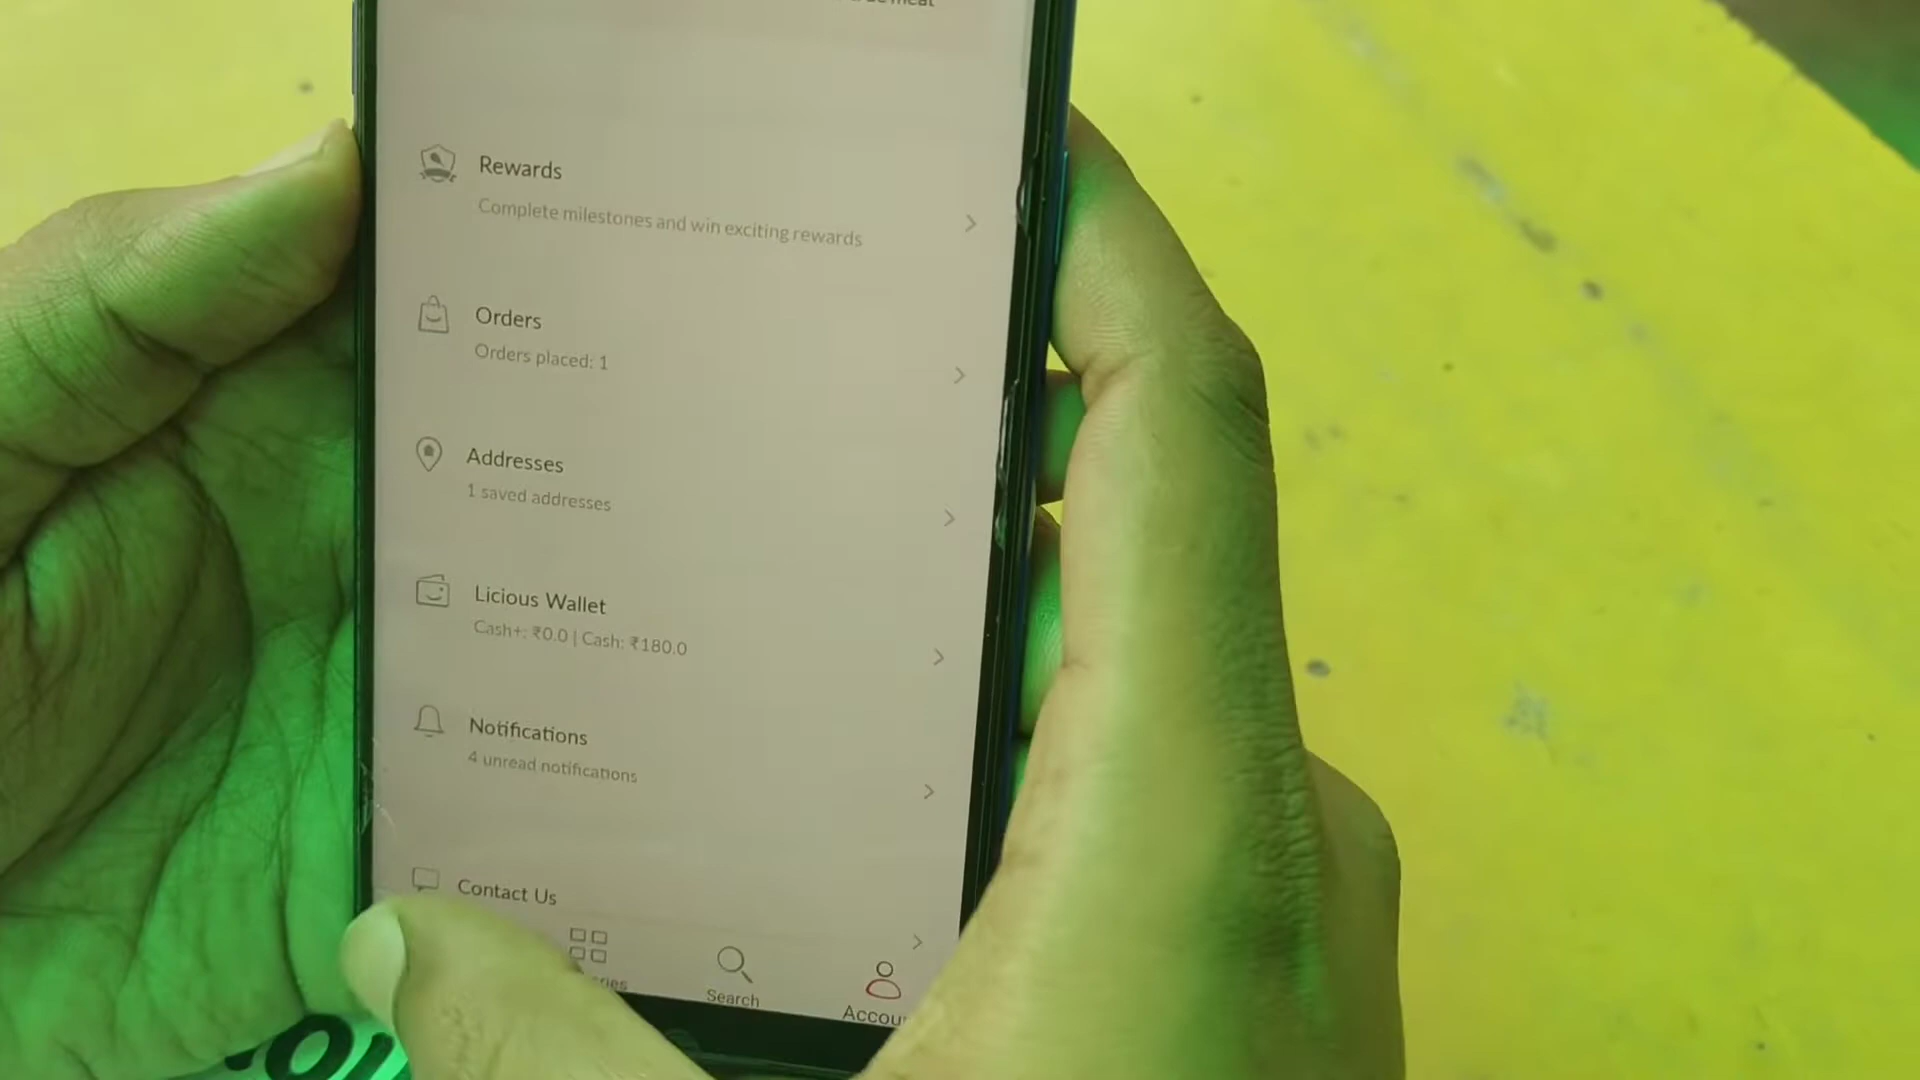 meat
Rewards
Complete milestones and win exciting rewards
Orders
Orders placed: 1
Addresses
1 saved addresses
Licious Wallet
Cash+: ₹0.0 | Cash: ₹180.0
Notifications
4 unread notifications
Contact Us
Search